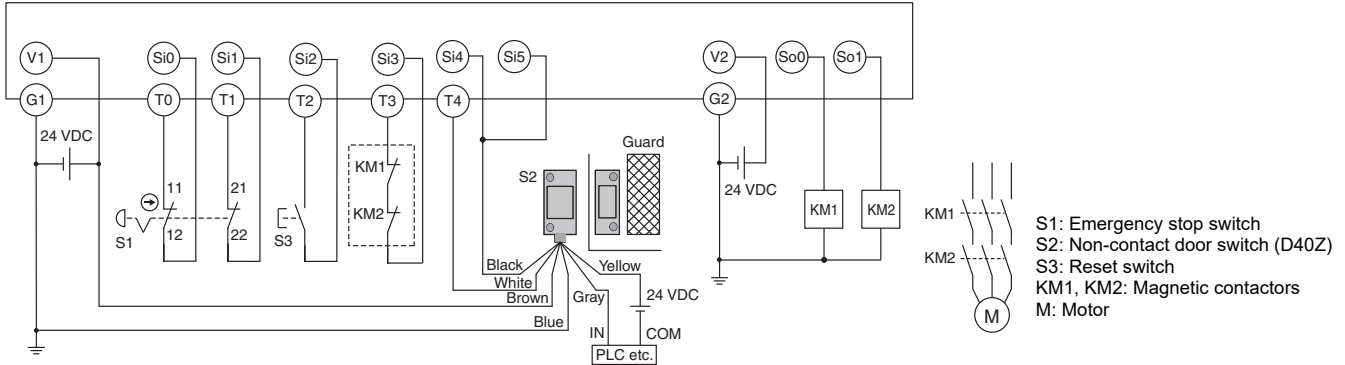 V1 Si0 Si1 Si2 Si3 Si4 Si5 V2 So0 So1
G1 T0 T1 T2 T3 T4 G2
24 VDC
11
12
S1
21
22
S3
KM1
KM2
S2
Guard
24 VDC
KM1 KM2
Black
White
Brown
Blue
Gray
Yellow
24 VDC
IN COM
PLC etc.
KM1
KM2
M
S1: Emergency stop switch
S2: Non-contact door switch (D40Z)
S3: Reset switch
KM1, KM2: Magnetic contactors
M: Motor